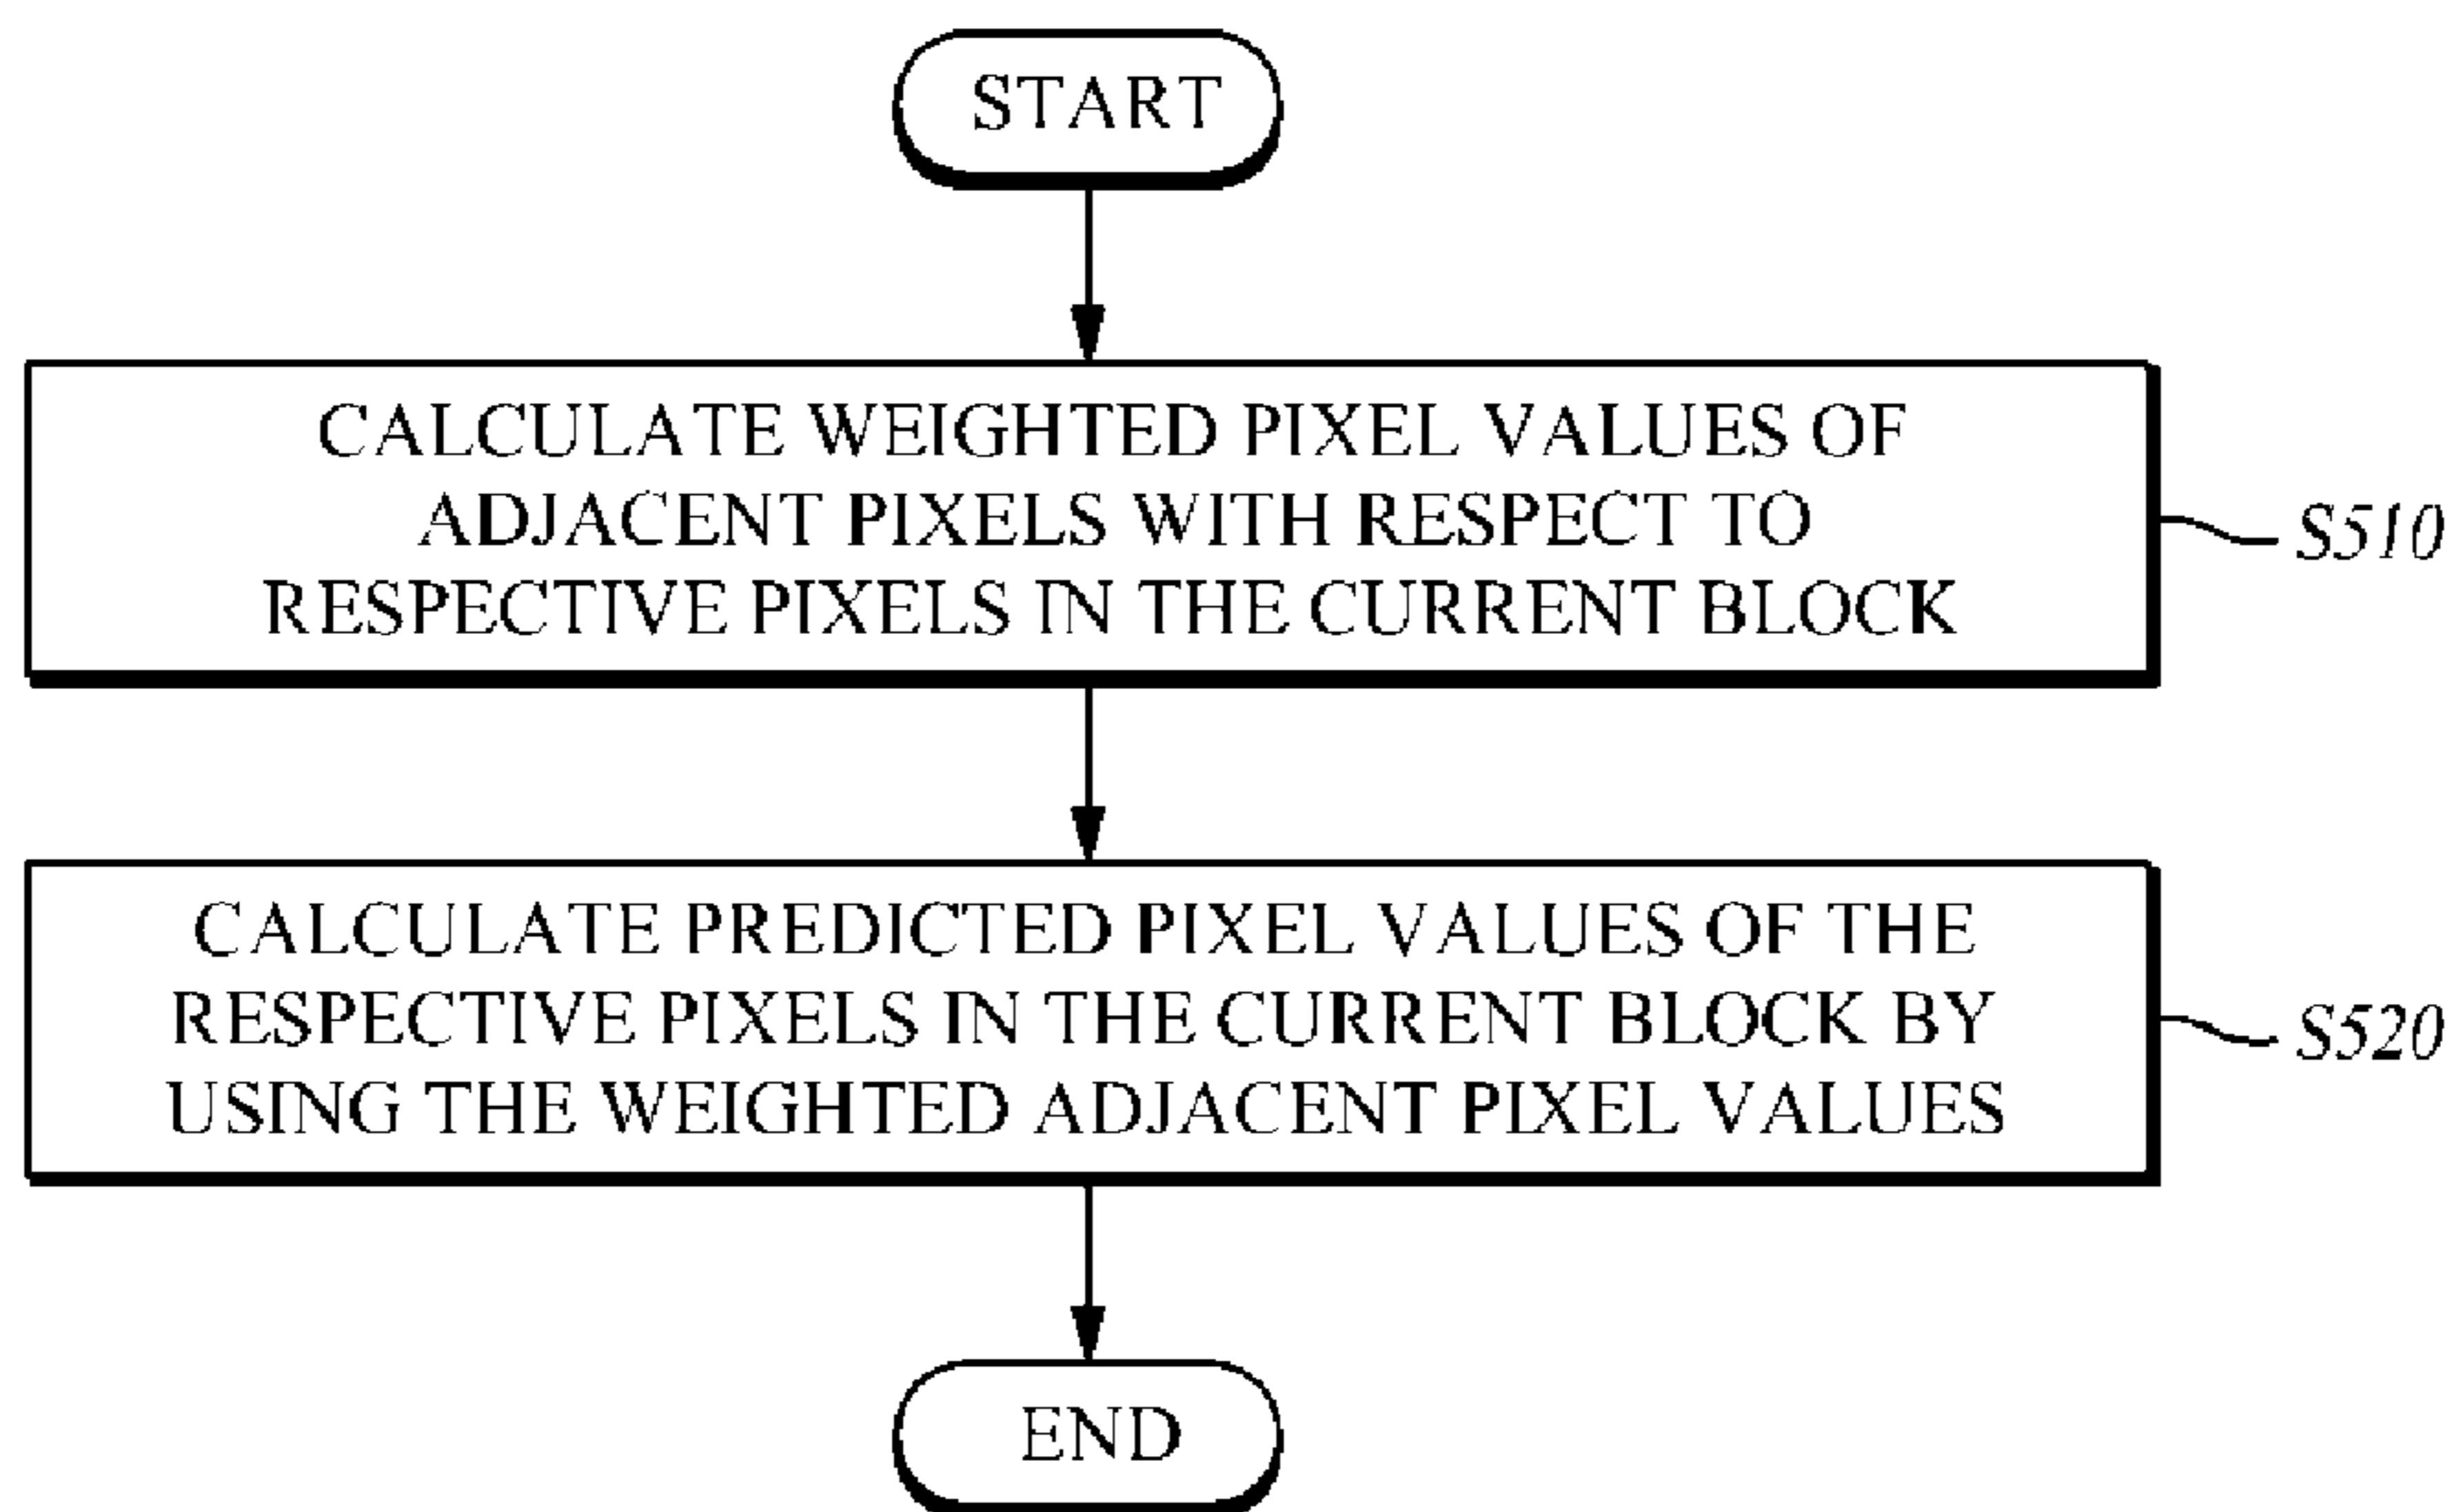 START
CALCULATE WEIGHTED PIXEL VALUES OF
ADJACENT PIXELS WITH RESPECT TO
RESPECTIVE PIXELS IN THE CURRENT BLOCK
S510
CALCULATE PREDICTED PIXEL VALUES OF THE
RESPECTIVE PIXELS IN THE CURRENT BLOCK BY
USING THE WEIGHTED ADJACENT PIXEL VALUES
S520
END